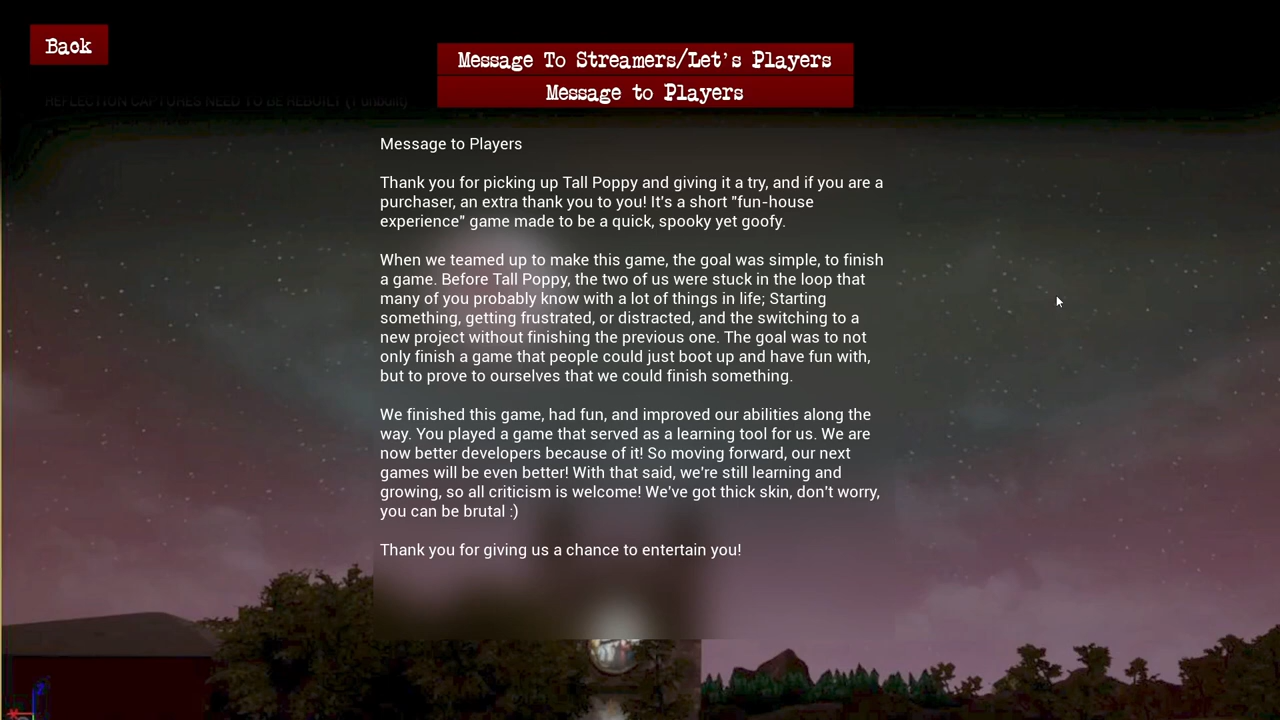 Back
Message To Streamers/Let's Players
Message to Players
REFLECTION CAPTURES NEED TO BE REBUILT (1 unbuilt)
Message to Players
Thank you for picking up Tall Poppy and giving it a try, and if you are a
purchaser, an extra thank you to you! It's a short "fun-house
experience" game made to be a quick, spooky yet goofy.
When we teamed up to make this game, the goal was simple, to finish
a game. Before Tall Poppy, the two of us were stuck in the loop that
many of you probably know with a lot of things in life; Starting
something, getting frustrated, or distracted, and the switching to a
new project without finishing the previous one. The goal was to not
only finish a game that people could just boot up and have fun with,
but to prove to ourselves that we could finish something.
We finished this game, had fun, and improved our abilities along the
way. You played a game that served as a learning tool for us. We are
now better developers because of it! So moving forward, our next
games will be even better! With that said, we're still learning and
growing, so all criticism is welcome! We've got thick skin, don't worry,
you can be brutal :)
Thank you for giving us a chance to entertain you!